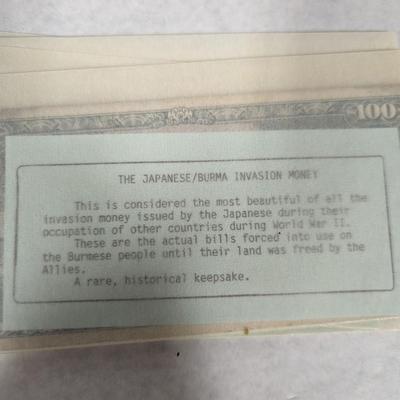 100
THE JAPANESE/BURMA INVASION MONEY
This is considered the most beautiful of all the
invasion money issued by the Japanese during their
occupation of other countries during World War II.
These are the actual bills forced into use on
the Burmese people until their land was freed by the
Allies.
A rare, historical keepsake.